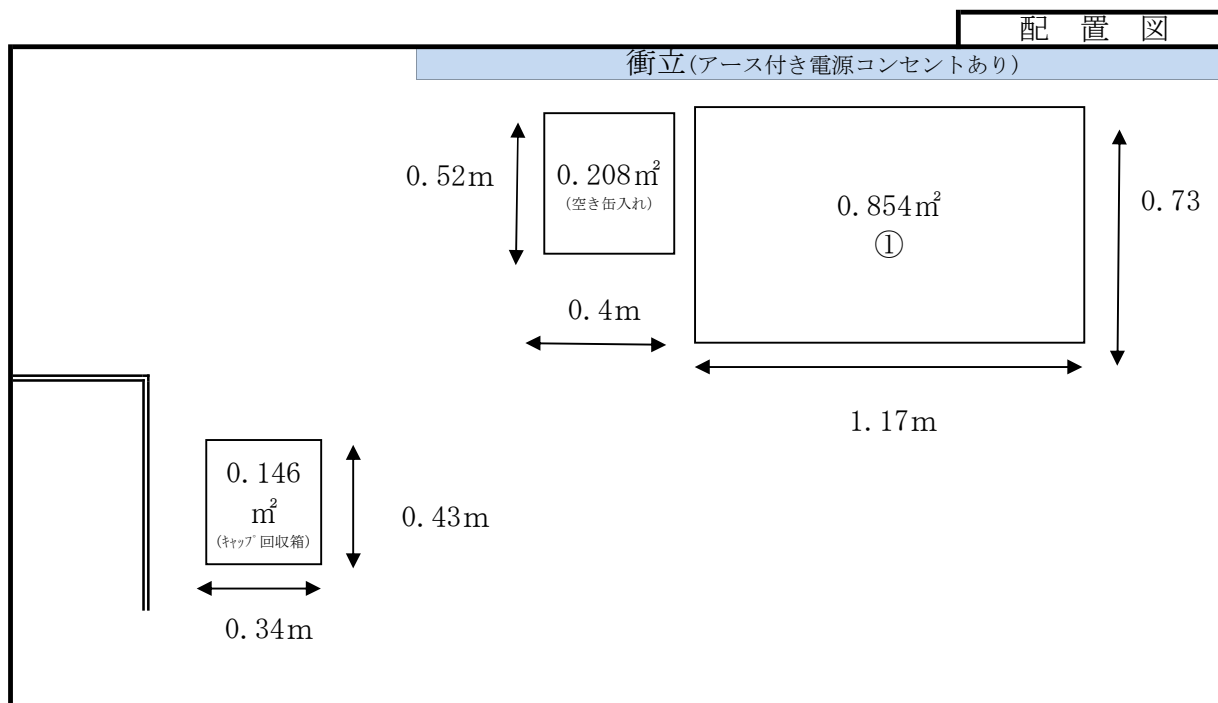 配 置 図
衝立(アース付き電源コンセントあり)
0.52m
0.208㎡
(空き缶入れ)
0.4m
0.854㎡
①
0.73
1.17m
0.146
㎡
(ｷｬｯﾌﾟ回収箱)
0.43m
0.34m